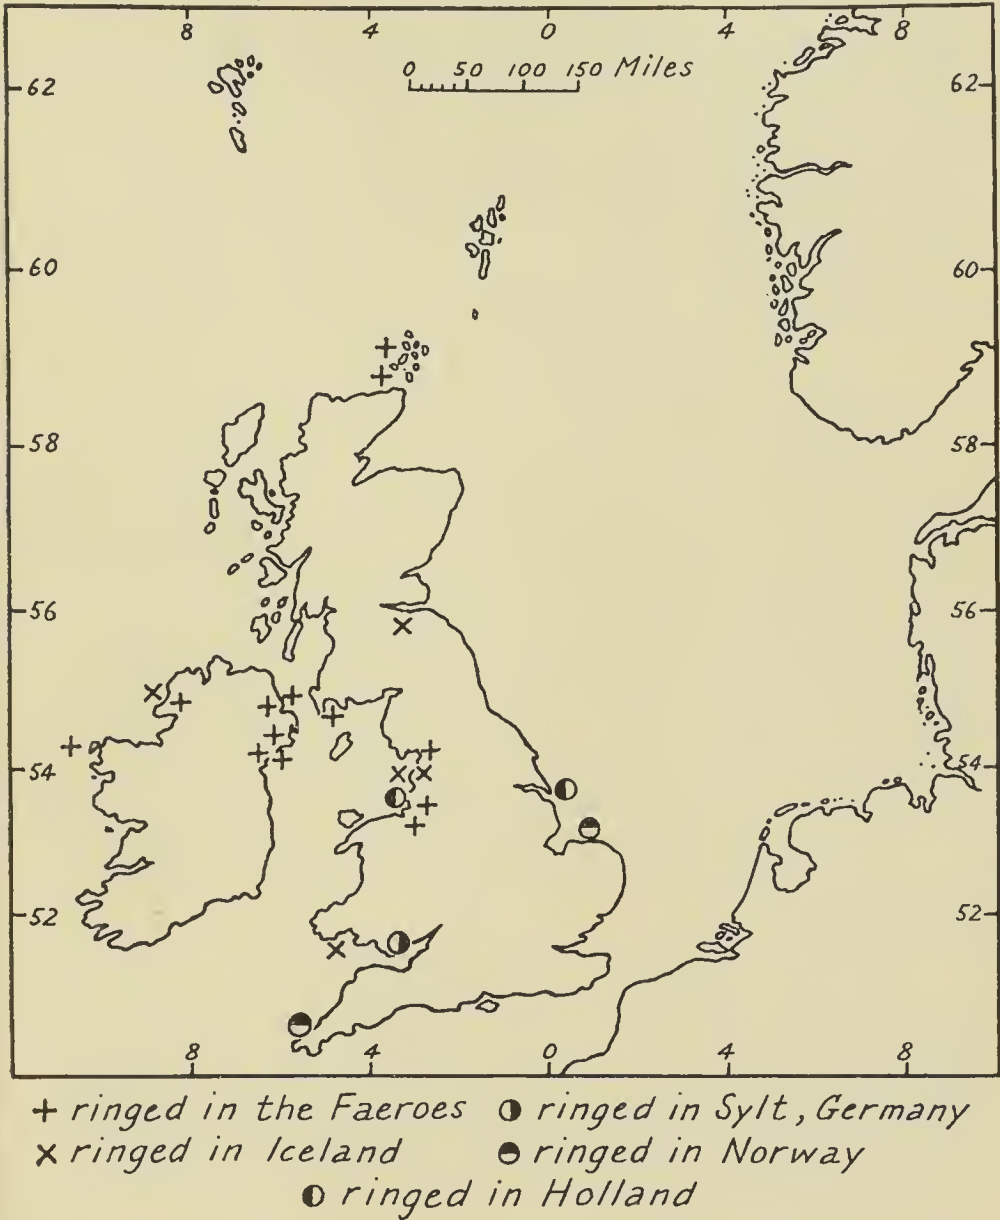 8 4 0 4 8
0 50 100 150 Miles
62 62
60 60
58 58
56 56
54 54
52 52
8 4 0 4 8
+ ringed in the Faeroes ◑ ringed in Sylt, Germany
× ringed in Iceland ◓ ringed in Norway
◐ ringed in Holland